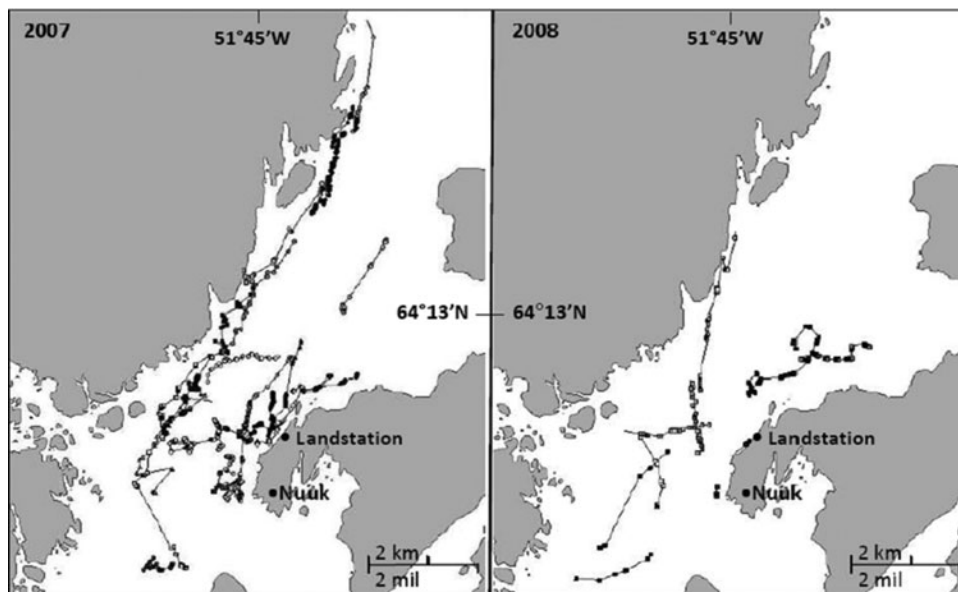 2007
51°45'W
Landstation
Nuuk
2 km
2 mil
64°13'N
2008
51°45'W
64°13'N
Landstation
Nuuk
2 km
2 mil